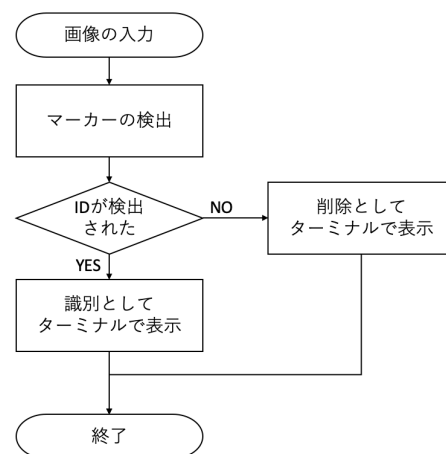 画像の入力
マーカーの検出
IDが検出
された
NO
削除として
ターミナルで表示
YES
識別として
ターミナルで表示
終了